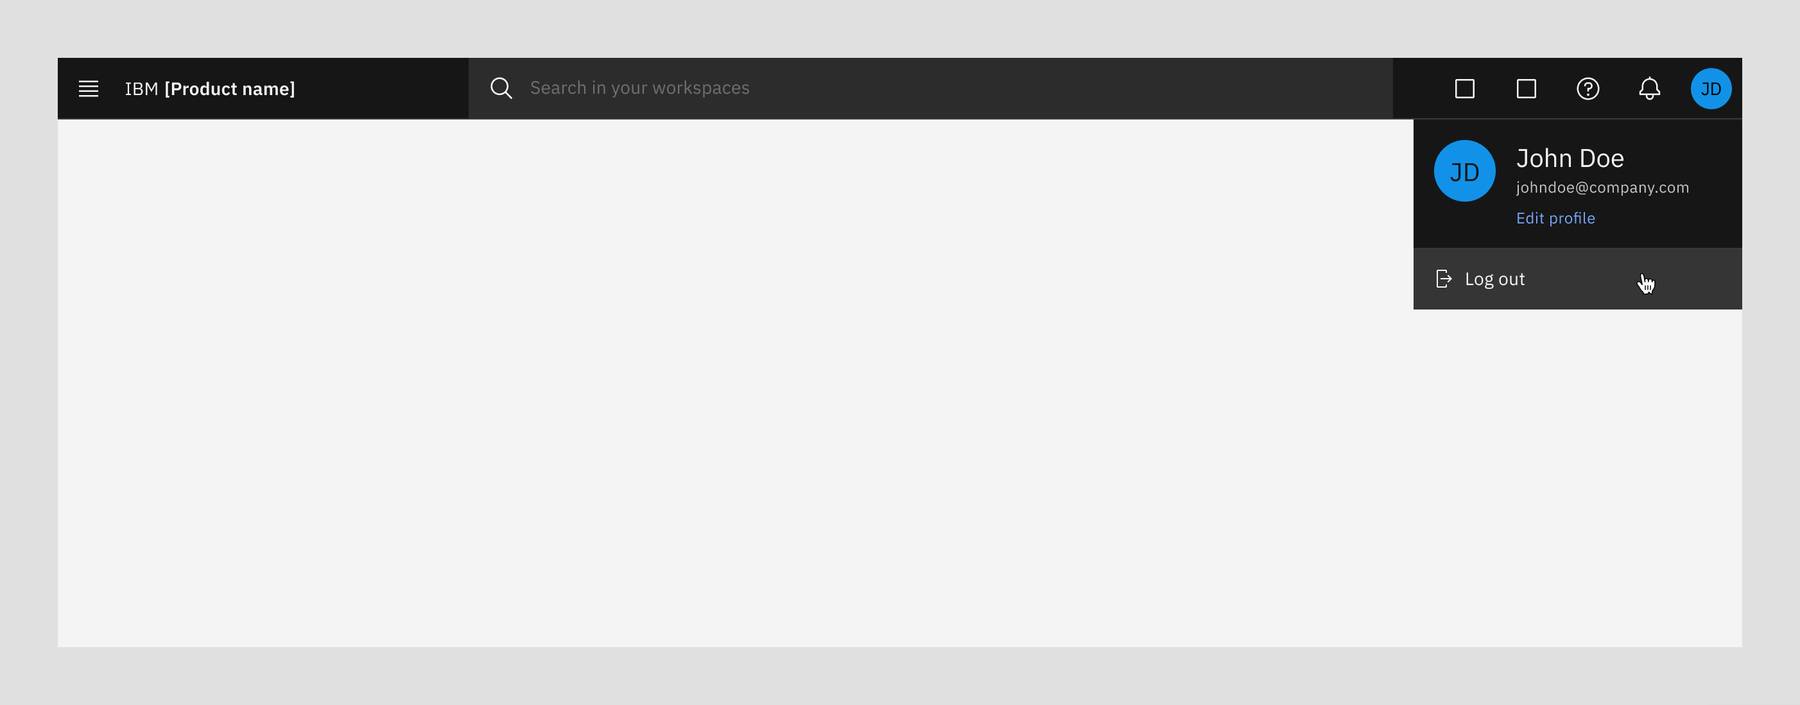 IBM [Product name]
Search in your workspaces
JD
JD
John Doe
johndoe@company.com
Edit profile
Log out